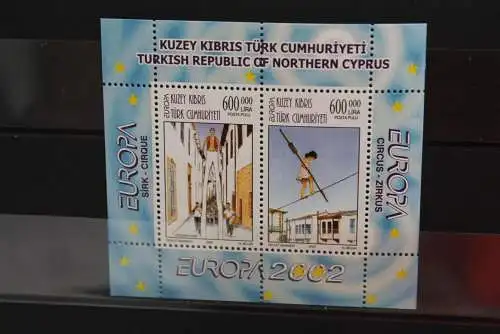 KUZEY KIBRIS TÜRK CUMHURİYETİ
TURKISH REPUBLIC OF NORTHERN CYPRUS
EUROPA
SİRK - CIRQUE
EUROPA
KUZEY KIBRIS
TÜRK CUMHURİYETİ
600 000
LİRA
POSTA PULU
EUROPA
KUZEY KIBRIS
TÜRK CUMHURİYETİ
600 000
LİRA
POSTA PULU
CIRCUS - ZIRKUS
EUROPA
EUROPA 2002